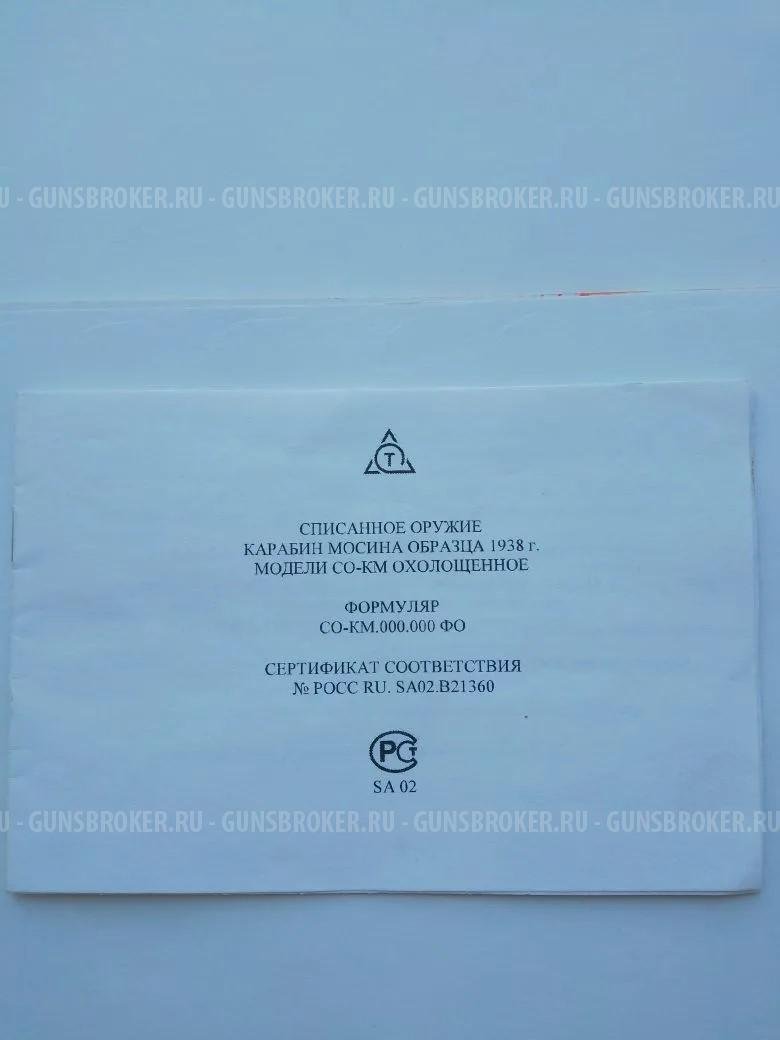 U - GUNSBROKER.RU - GUNSBROKER.RU - GUNSBROKER.RU - GUNSBROKER.RU
Т
СПИСАННОЕ ОРУЖИЕ
КАРАБИН МОСИНА ОБРАЗЦА 1938 г.
МОДЕЛИ СО-КМ ОХОЛОЩЕННОЕ
ФОРМУЛЯР
СО-КМ.000.000 ФО
СЕРТИФИКАТ СООТВЕТСТВИЯ
№ РОСС RU. SA02.В21360
РСТ
SA 02
U - GUNSBROKER.RU - GUNSBROKER.RU - GUNSBROKER.RU - GUNSBROKER.RU